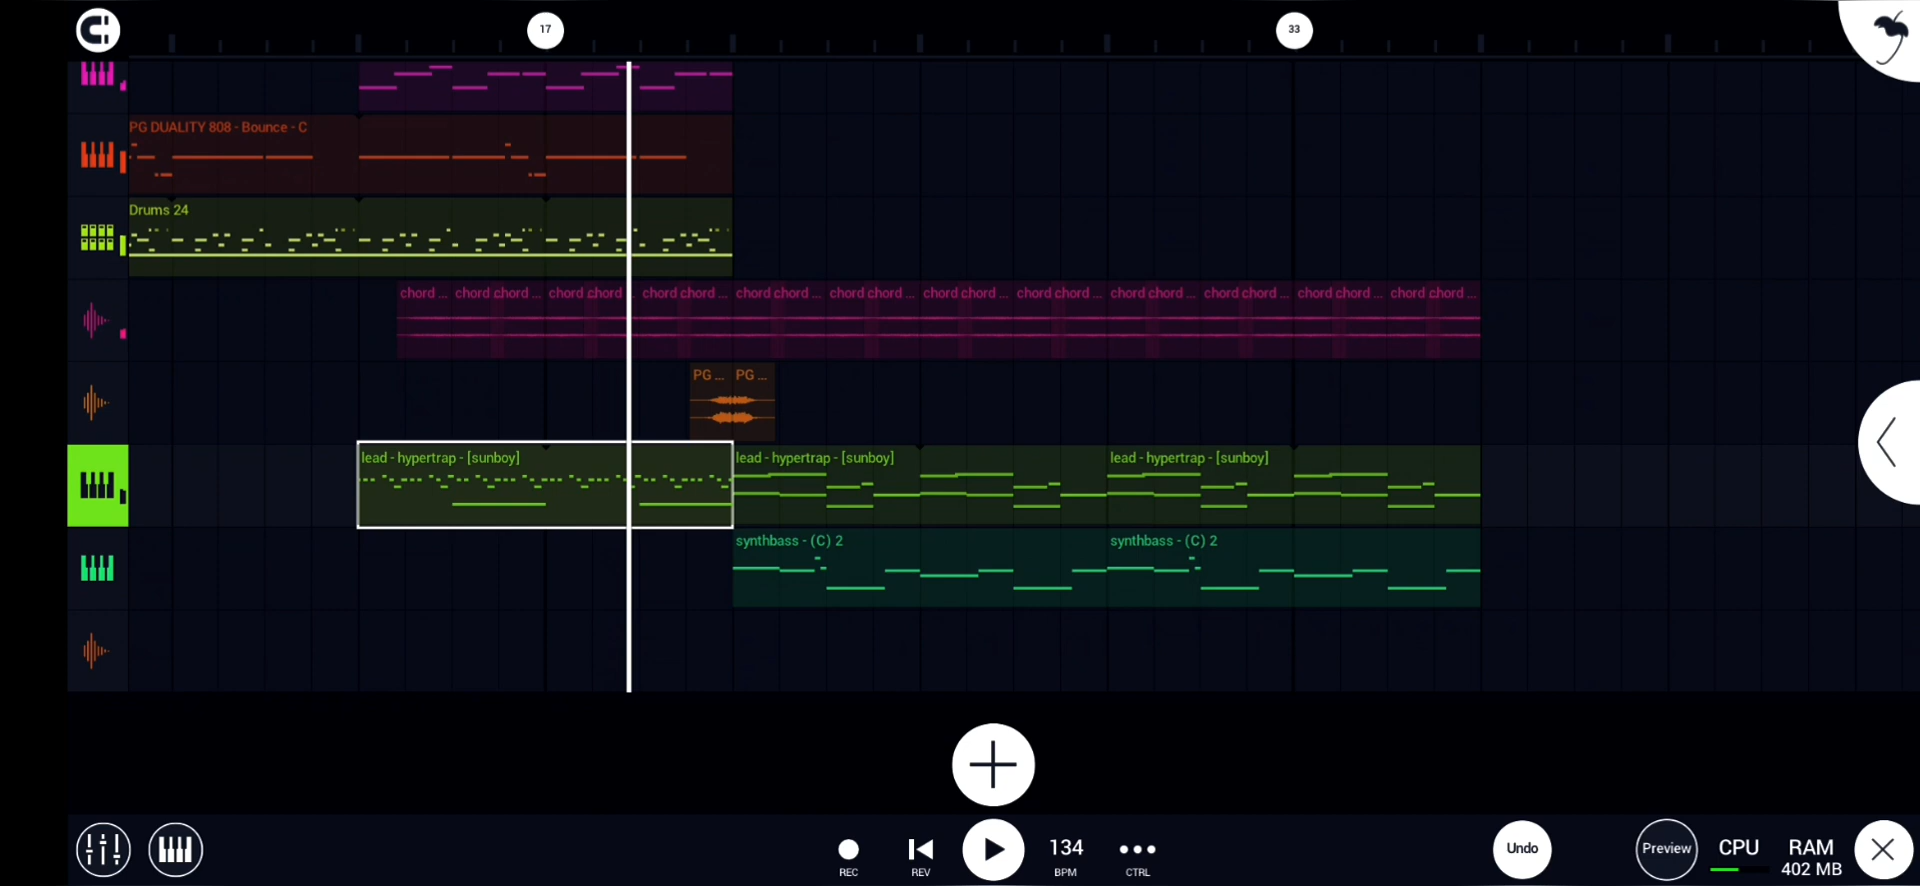 17
33
PG DUALITY 808 - Bounce - C
Drums 24
chord ... chord chord ... chord chord chord chord ... chord chord ... chord chord ... chord chord ... chord chord ... chord chord ... chord chord ... chord chord ... chord chord ...
PG ... PG ...
lead - hypertrap - [sunboy] lead - hypertrap - [sunboy] lead - hypertrap - [sunboy]
synthbass - (C) 2 synthbass - (C) 2
REC
REV
134
BPM
CTRL
Undo
Preview
CPU
RAM
402 MB